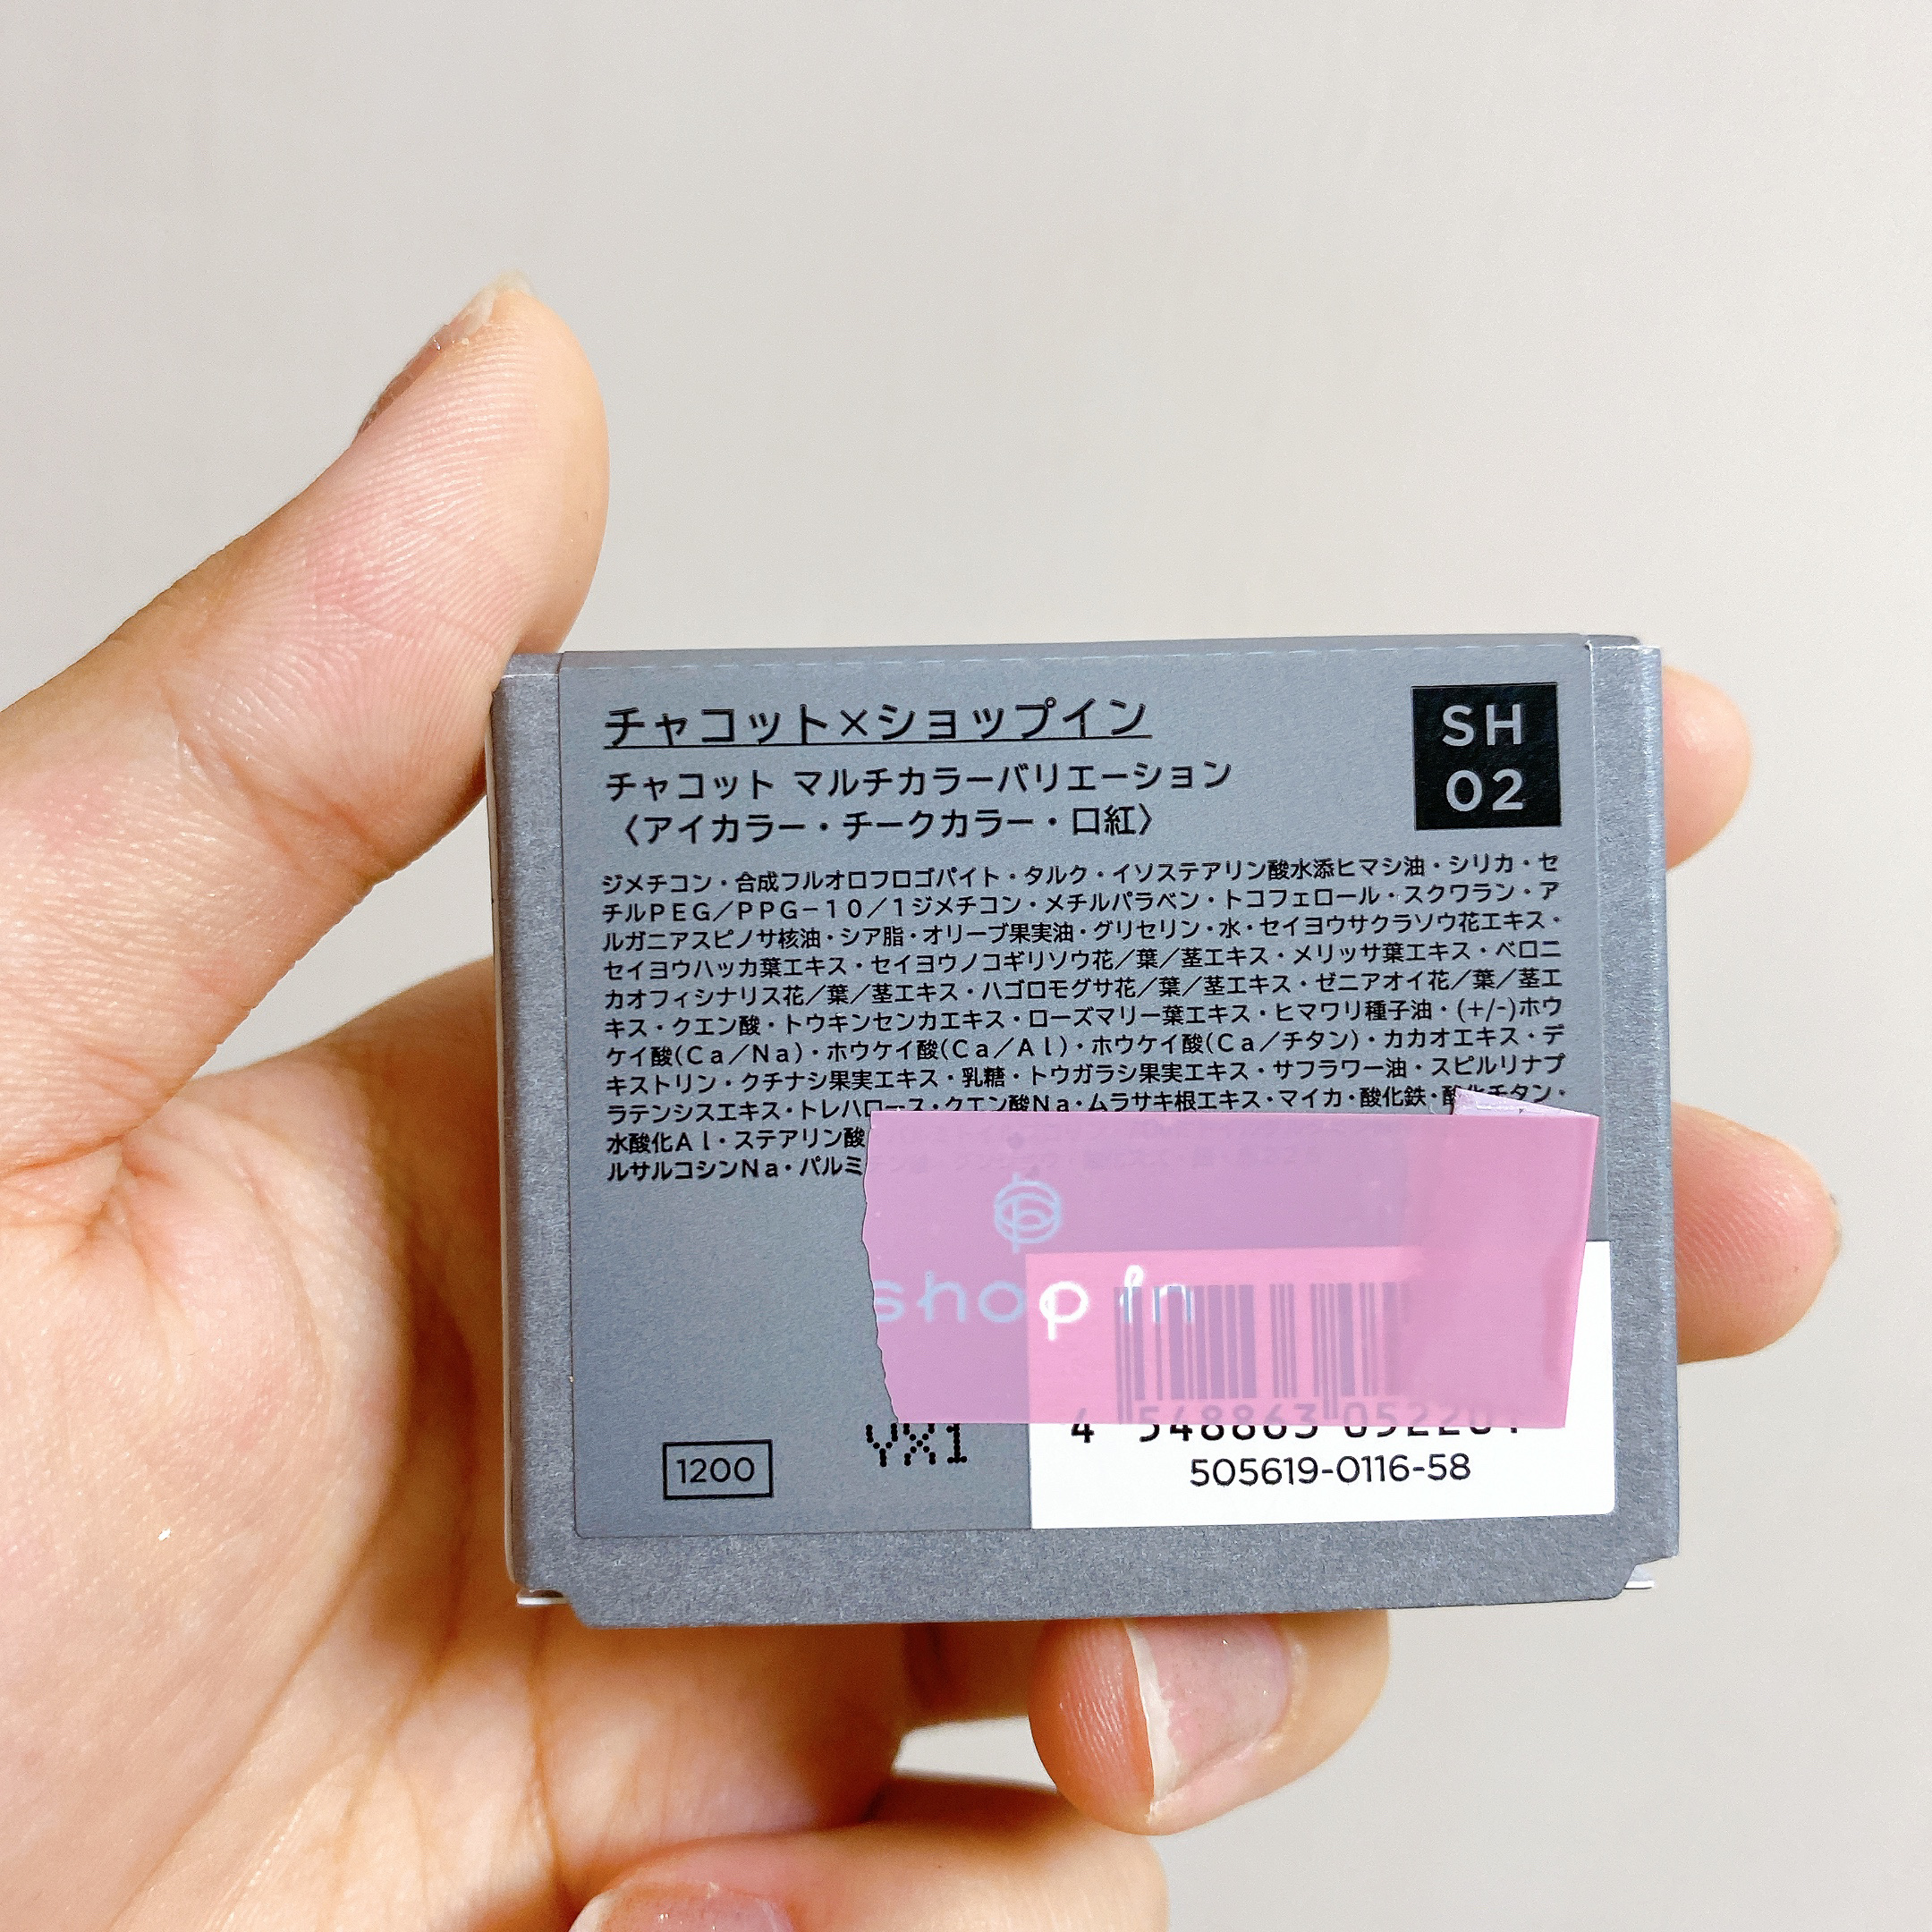 チャコット×ショップイン
SH
02
チャコット マルチカラーバリエーション
〈アイカラー・チークカラー・口紅〉
ジメチコン・合成フルオロフロゴパイト・タルク・イソステアリン酸水添ヒマシ油・シリカ・セ
チルPEG／PPG－10／1ジメチコン・メチルパラベン・トコフェロール・スクワラン・ア
ルガニアスピノサ核油・シア脂・オリーブ果実油・グリセリン・水・セイヨウサクラソウ花エキス・
セイヨウハッカ葉エキス・セイヨウノコギリソウ花／葉／茎エキス・メリッサ葉エキス・ベロニ
カオフィシナリス花／葉／茎エキス・ハゴロモグサ花／葉／茎エキス・ゼニアオイ花／葉／茎エ
キス・クエン酸・トウキンセンカエキス・ローズマリー葉エキス・ヒマワリ種子油・(+/-)ホウ
ケイ酸(Ca／Na)・ホウケイ酸(Ca／Al)・ホウケイ酸(Ca／チタン)・カカオエキス・デ
キストリン・クチナシ果実エキス・乳糖・トウガラシ果実エキス・サフラワー油・スピルリナプ
ラテンシスエキス・トレハロース・クエン酸Na・ムラサキ根エキス・マイカ・酸化鉄・酸化チタン・
水酸化Al・ステアリン酸
ルサルコシンNa・パルミ
shop in
4 548863 052201
505619-0116-58
1200
YX1